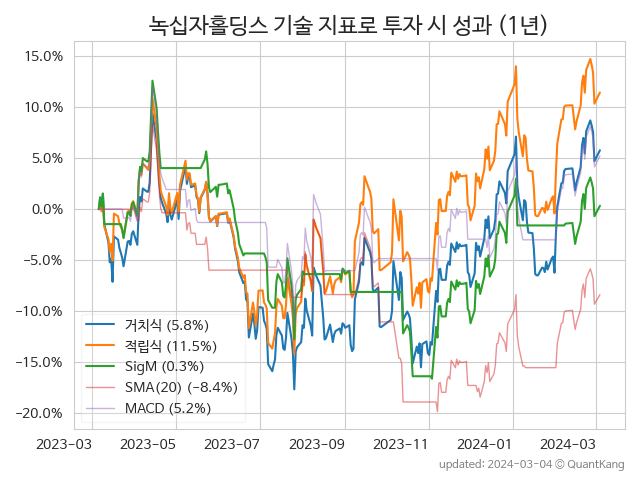 녹십자홀딩스 기술 지표로 투자 시 성과 (1년)
15.0%
10.0%
5.0%
0.0%
−5.0%
−10.0%
−15.0%
−20.0%
거치식 (5.8%)
적립식 (11.5%)
SigM (0.3%)
SMA(20) (−8.4%)
MACD (5.2%)
2023-03 2023-05 2023-07 2023-09 2023-11 2024-01 2024-03
updated: 2024-03-04 © QuantKang